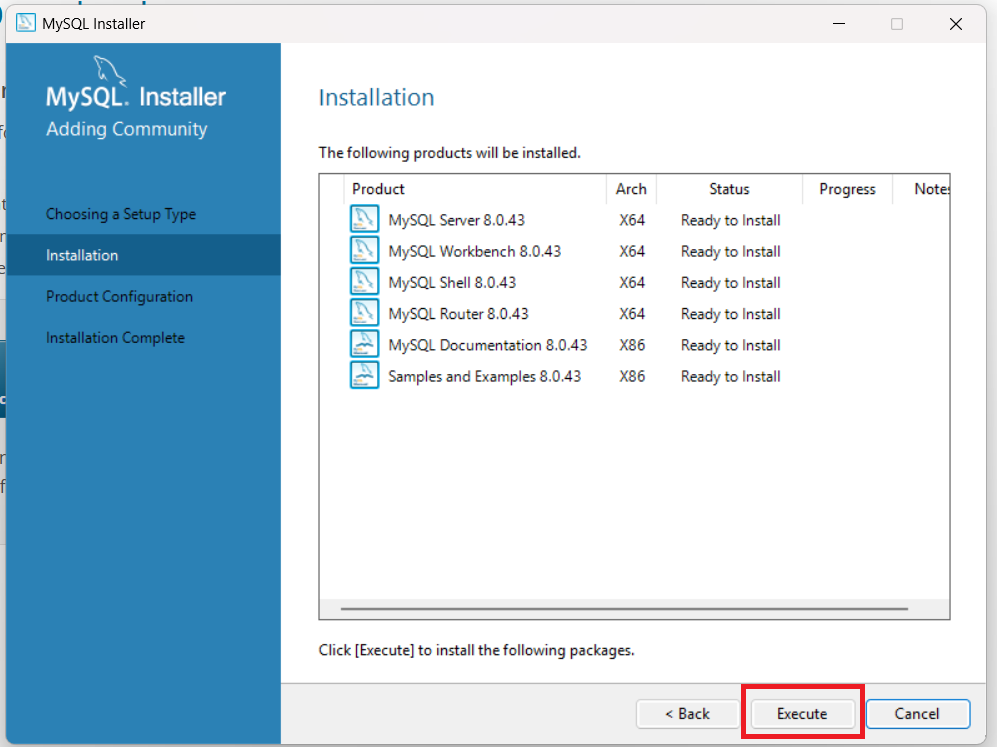 MySQL Installer
MySQL. Installer
Adding Community
Choosing a Setup Type
Installation
Product Configuration
Installation Complete
Installation
The following products will be installed.
Product Arch Status Progress Notes
MySQL Server 8.0.43 X64 Ready to Install
MySQL Workbench 8.0.43 X64 Ready to Install
MySQL Shell 8.0.43 X64 Ready to Install
MySQL Router 8.0.43 X64 Ready to Install
MySQL Documentation 8.0.43 X86 Ready to Install
Samples and Examples 8.0.43 X86 Ready to Install
Click [Execute] to install the following packages.
< Back Execute Cancel